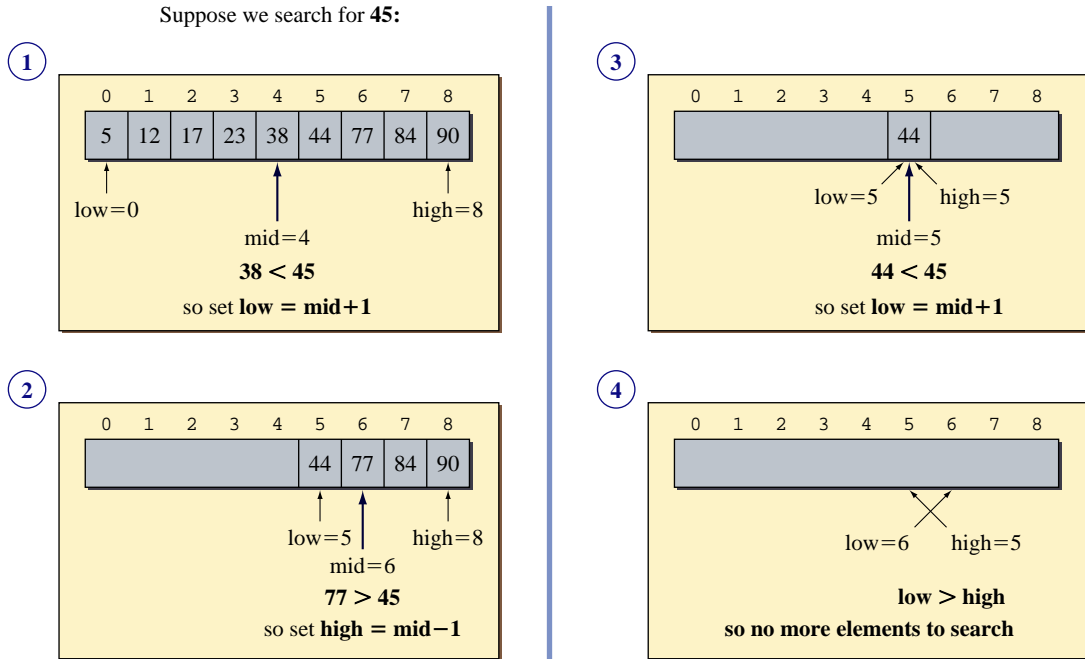 Suppose we search for 45:
1
0 1 2 3 4 5 6 7 8
5 12 17 23 38 44 77 84 90
low=0 high=8
mid=4
38 < 45
so set low = mid+1
2
0 1 2 3 4 5 6 7 8
44 77 84 90
low=5 high=8
mid=6
77 > 45
so set high = mid−1
3
0 1 2 3 4 5 6 7 8
44
low=5 high=5
mid=5
44 < 45
so set low = mid+1
4
0 1 2 3 4 5 6 7 8
low=6 high=5
low > high
so no more elements to search